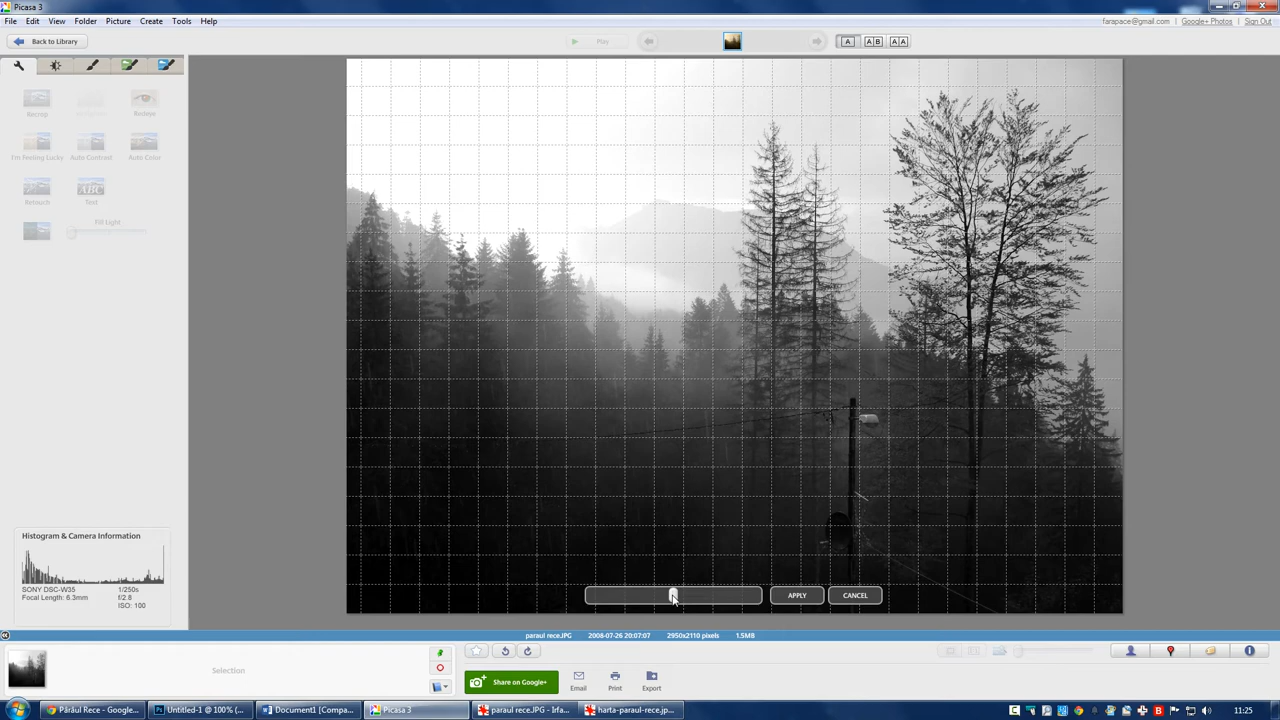 Picasa 3
File Edit View Folder Picture Create Tools Help
farapace@gmail.com | Google+ Photos | Sign Out
Back to Library
Play
A
A B
A A
Recrop
Redeye
I'm Feeling Lucky
Auto Contrast
Auto Color
Retouch
ABC
Text
Fill Light
Histogram & Camera Information
SONY DSC-W35
1/250s
Focal Length: 6.3mm
f/2.8
ISO: 100
APPLY
CANCEL
paraul rece.JPG 2008-07-26 20:07:07 2950x2110 pixels 1.5MB
Selection
Share on Google+
Email
Print
Export
Pârâul Rece - Google...
Untitled-1 @ 100% (...
Document1 [Compa...
Picasa 3
paraul rece.JPG - Irfa...
harta-paraul-rece.jp...
11:25